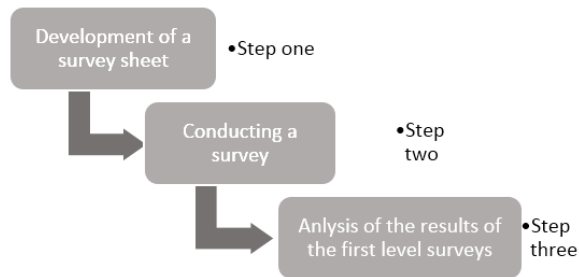 Development of a
survey sheet
•Step one
Conducting a
survey
•Step
two
Anlysis of the results of
the first level surveys
•Step
three